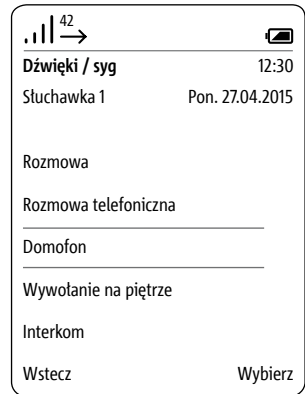 42
Dźwięki / syg 12:30
Słuchawka 1 Pon. 27.04.2015
Rozmowa
Rozmowa telefoniczna
Domofon
Wywołanie na piętrze
Interkom
Wstecz Wybierz